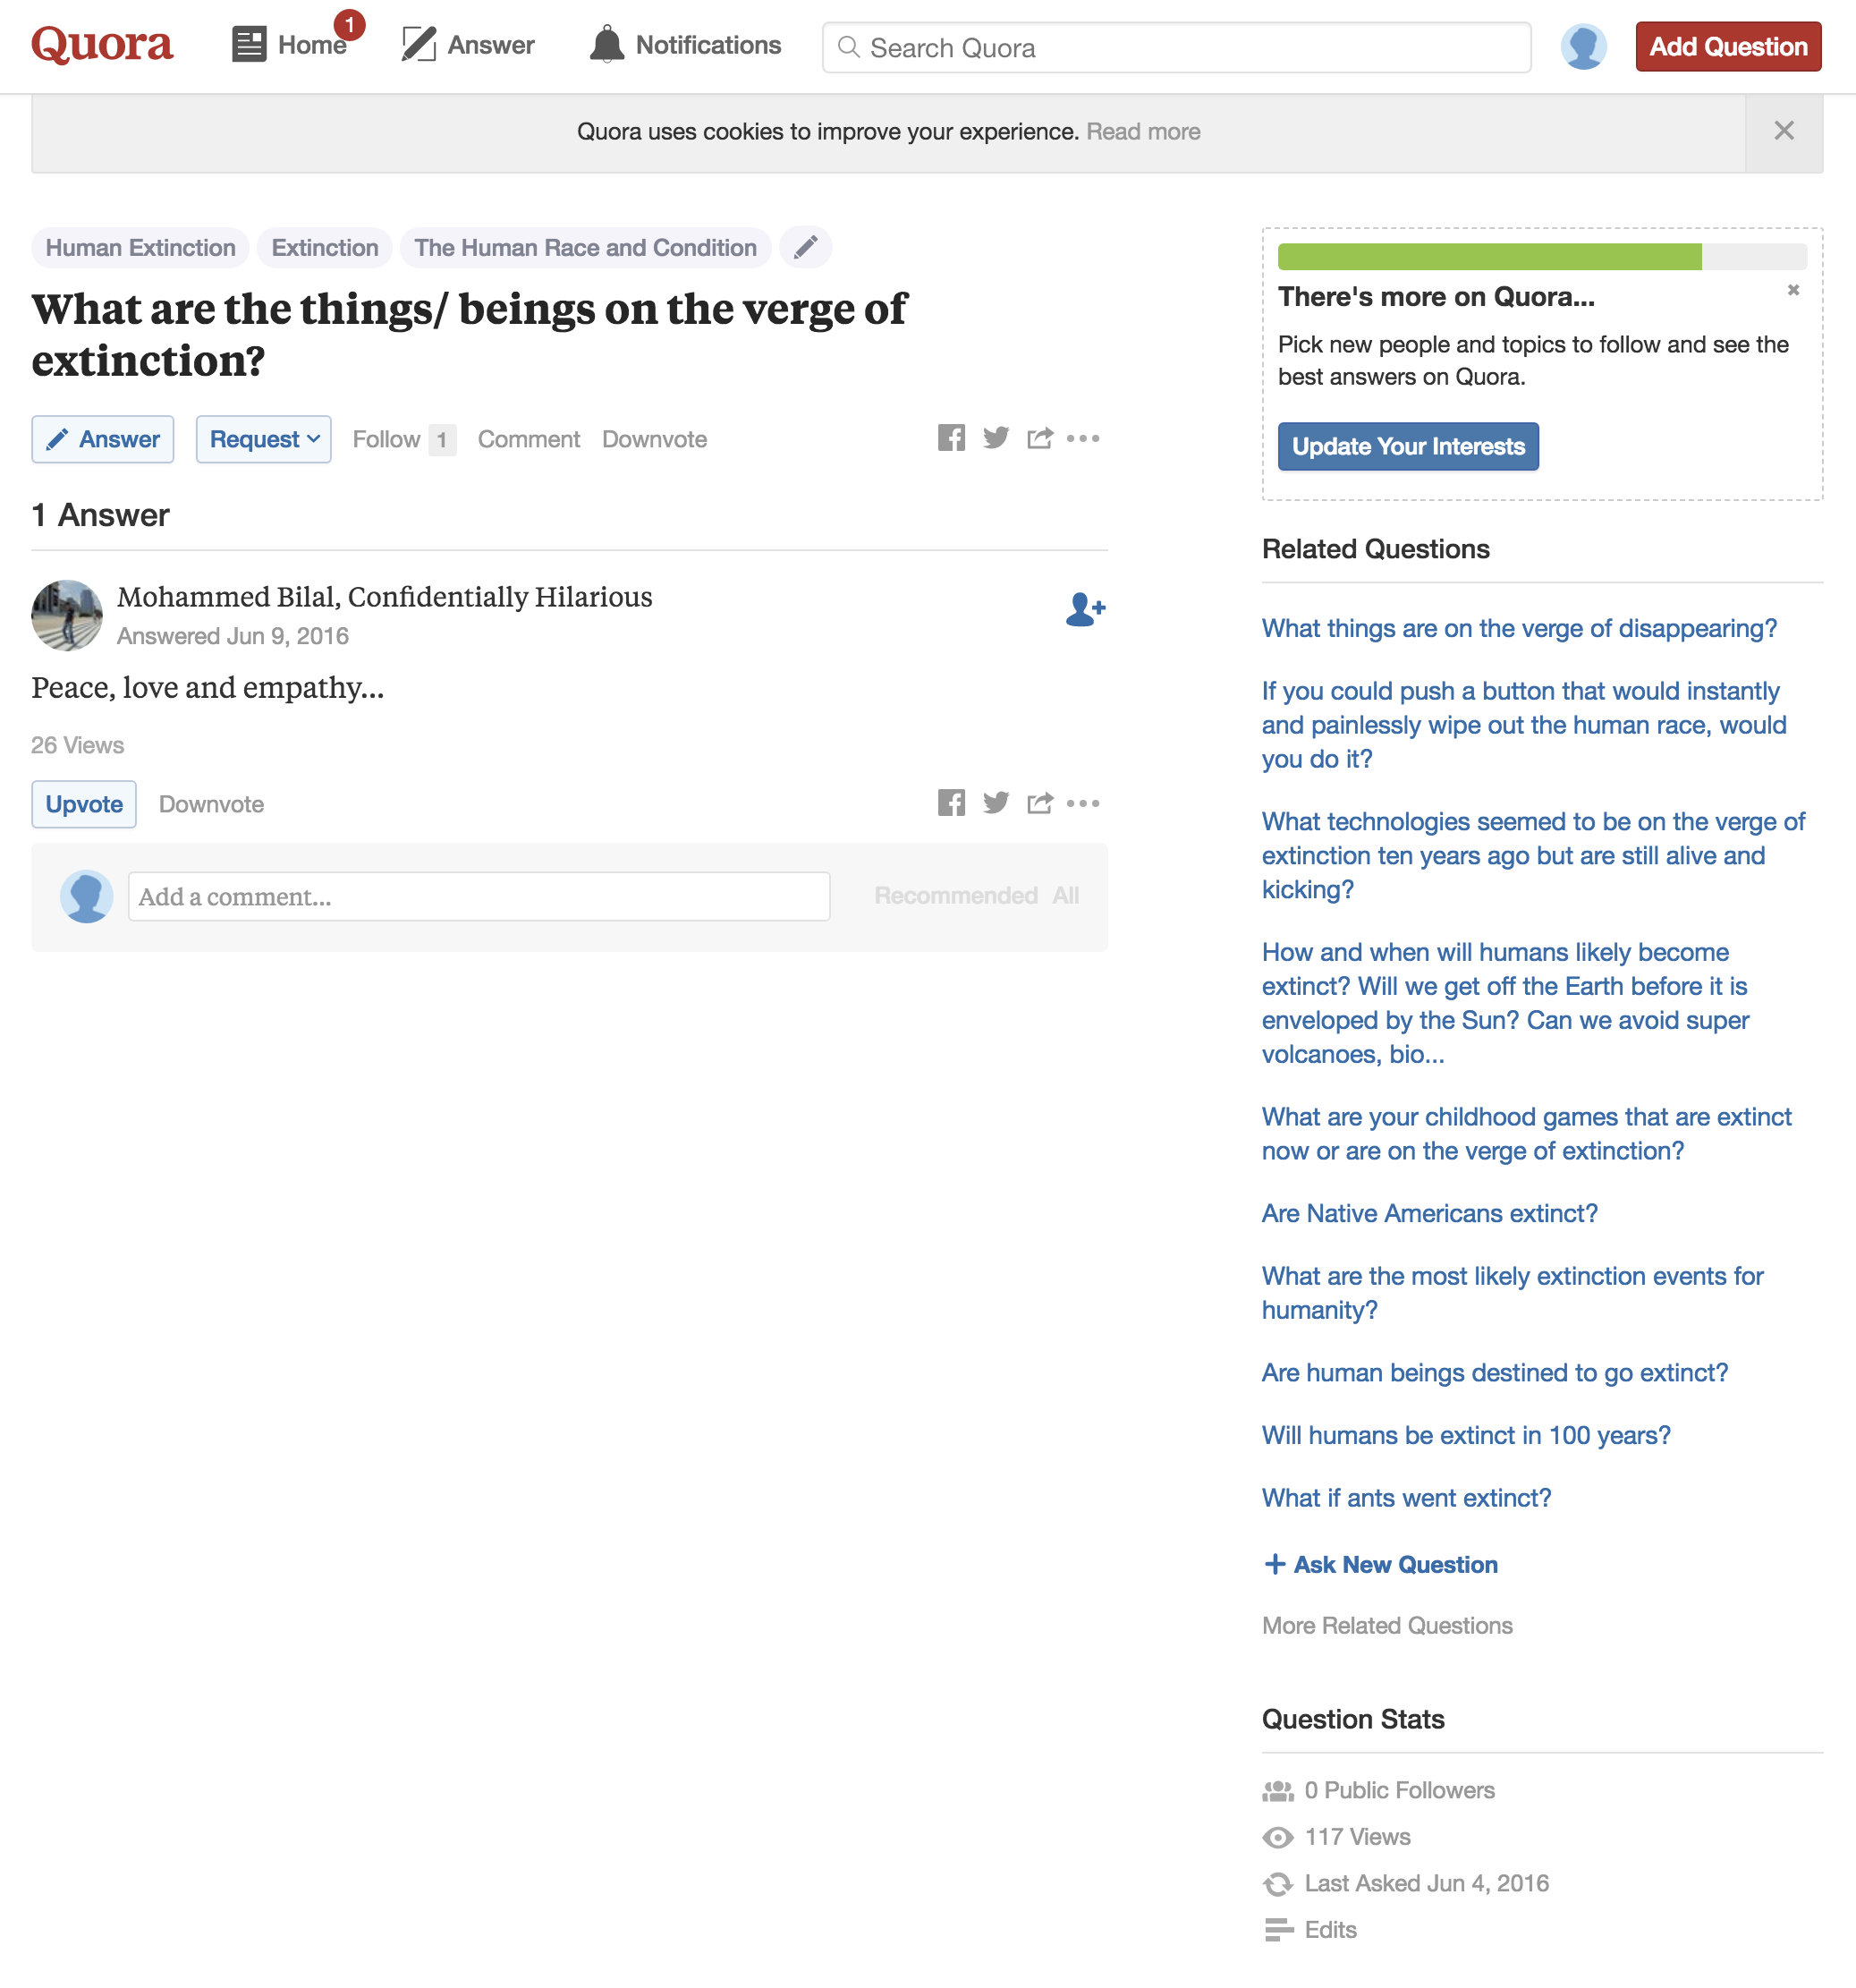 Quora
Home
1
Answer
Notifications
Search Quora
Add Question
Quora uses cookies to improve your experience. Read more
Human Extinction
Extinction
The Human Race and Condition
What are the things/ beings on the verge of
extinction?
Answer
Request
Follow 1
Comment
Downvote
1 Answer
Mohammed Bilal, Confidentially Hilarious
Answered Jun 9, 2016
Peace, love and empathy...
26 Views
Upvote
Downvote
Add a comment...
Recommended
All
There's more on Quora...
Pick new people and topics to follow and see the
best answers on Quora.
Update Your Interests
Related Questions
What things are on the verge of disappearing?
If you could push a button that would instantly
and painlessly wipe out the human race, would
you do it?
What technologies seemed to be on the verge of
extinction ten years ago but are still alive and
kicking?
How and when will humans likely become
extinct? Will we get off the Earth before it is
enveloped by the Sun? Can we avoid super
volcanoes, bio...
What are your childhood games that are extinct
now or are on the verge of extinction?
Are Native Americans extinct?
What are the most likely extinction events for
humanity?
Are human beings destined to go extinct?
Will humans be extinct in 100 years?
What if ants went extinct?
+ Ask New Question
More Related Questions
Question Stats
0 Public Followers
117 Views
Last Asked Jun 4, 2016
Edits